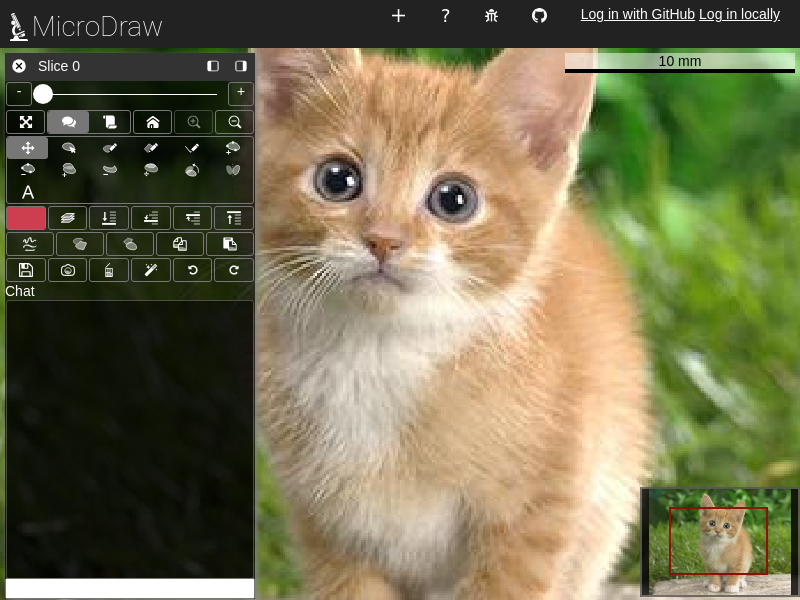 MicroDraw
+ ?
Log in with GitHub Log in locally
Slice 0
10 mm
- +
A
Chat